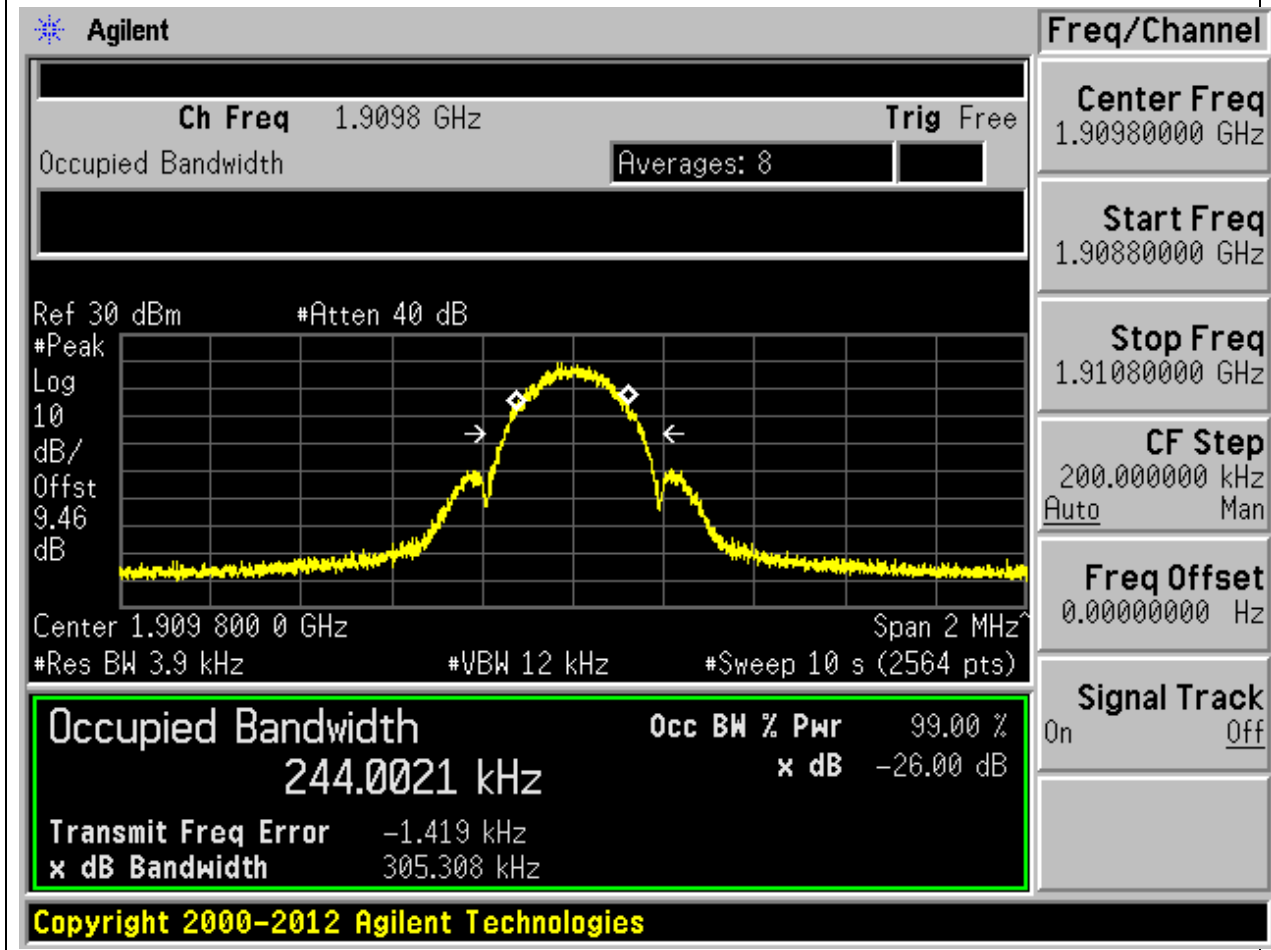 Agilent
Freq/Channel
Ch Freq 1.9098 GHz Trig Free
Occupied Bandwidth Averages: 8
Center Freq
1.90980000 GHz
Start Freq
1.90880000 GHz
Stop Freq
1.91080000 GHz
CF Step
200.000000 kHz
Auto Man
Freq Offset
0.00000000 Hz
Signal Track
On Off
Ref 30 dBm #Atten 40 dB
#Peak
Log
10
dB/
Offst
9.46
dB
Center 1.909 800 0 GHz Span 2 MHz^
#Res BW 3.9 kHz #VBW 12 kHz #Sweep 10 s (2564 pts)
Occupied Bandwidth Occ BW % Pwr 99.00 %
244.0021 kHz x dB -26.00 dB
Transmit Freq Error -1.419 kHz
x dB Bandwidth 305.308 kHz
Copyright 2000-2012 Agilent Technologies